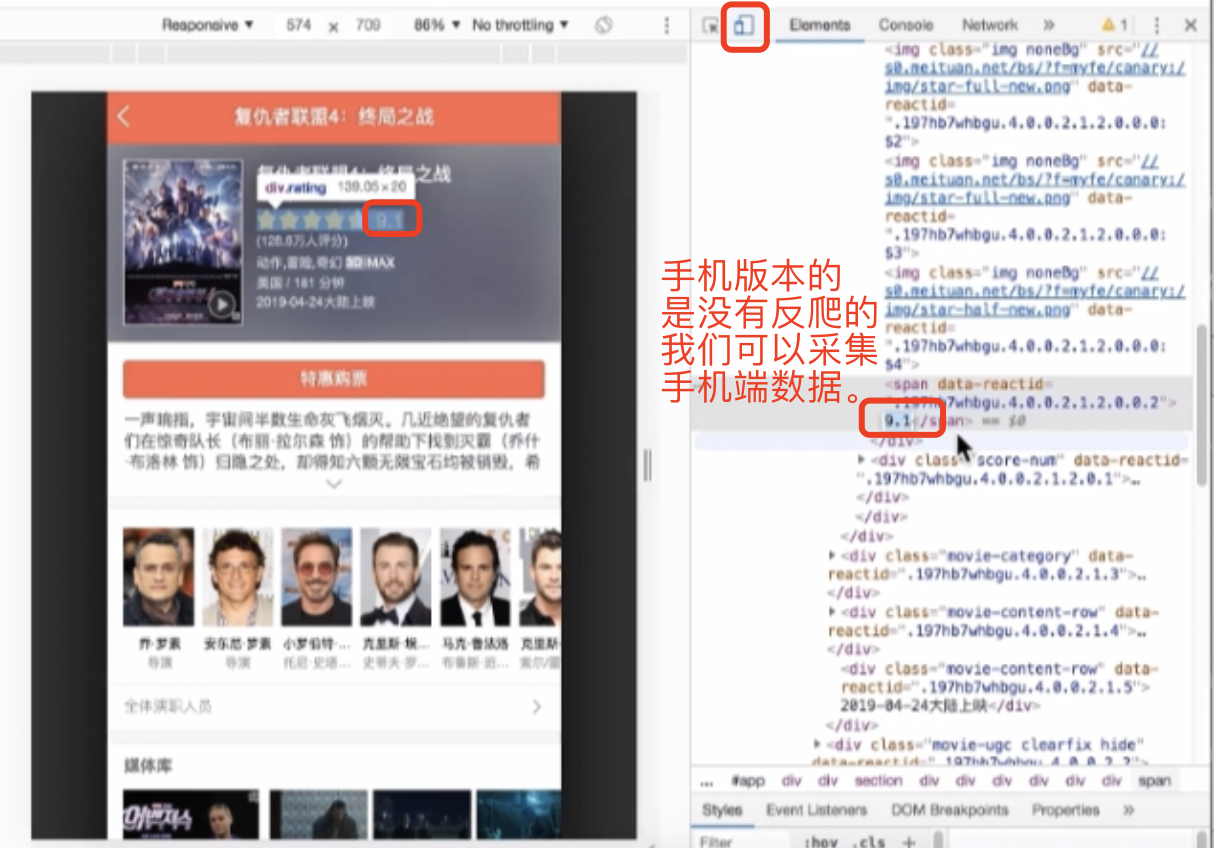 Responsive ▼ 574 x 709 86% ▼ No throttling ▼
Elements Console Network » 1
复仇者联盟4：终局之战
复仇者联盟4：终局之战
div.rating 139.05×20
9.1
(128.6万人评分)
动作,冒险,奇幻 3D IMAX
美国 / 181 分钟
2019-04-24大陆上映
特惠购票
一声响指，宇宙间半数生命灰飞烟灭。几近绝望的复仇者
们在惊奇队长（布丽·拉尔森 饰）的帮助下找到灭霸（乔什
·布洛林 饰）归隐之处，却得知六颗无限宝石均被销毁，希
乔·罗素 安东尼·罗素 小罗伯特·... 克里斯·埃... 马克·鲁法洛 克里斯·
导演 导演 托尼·史塔... 史蒂夫·罗... 布鲁斯·班... 索尔/雷
全体演职人员
媒体库
어벤져스
手机版本的
是没有反爬的
我们可以采集
手机端数据。
<img class="img noneBg" src="//
s0.meituan.net/bs/?f=myfe/canary:/
img/star-full-new.png" data-
reactid=
".197hb7whbgu.4.0.0.2.1.2.0.0.0:
$2">
<img class="img noneBg" src="//
s0.meituan.net/bs/?f=myfe/canary:/
img/star-full-new.png" data-
reactid=
".197hb7whbgu.4.0.0.2.1.2.0.0.0:
$3">
<img class="img noneBg" src="//
s0.meituan.net/bs/?f=myfe/canary:/
img/star-half-new.png" data-
reactid=
".197hb7whbgu.4.0.0.2.1.2.0.0.0:
$4">
<span data-reactid=
".197hb7whbgu.4.0.0.2.1.2.0.0.2">
9.1</span> == $0
</div>
<div class="score-num" data-reactid=
".197hb7whbgu.4.0.0.2.1.2.0.1">…
</div>
</div>
</div>
<div class="movie-category" data-
reactid=".197hb7whbgu.4.0.0.2.1.3">…
</div>
<div class="movie-content-row" data-
reactid=".197hb7whbgu.4.0.0.2.1.4">…
</div>
<div class="movie-content-row" data-
reactid=".197hb7whbgu.4.0.0.2.1.5">
2019-04-24大陆上映</div>
</div>
<div class="movie-ugc clearfix hide"
data-reactid=".197hb7whbgu.4.0.0.2.2">
... #app div div section div div div div div div span
Styles Event Listeners DOM Breakpoints Properties »
Filter :hov .cls +